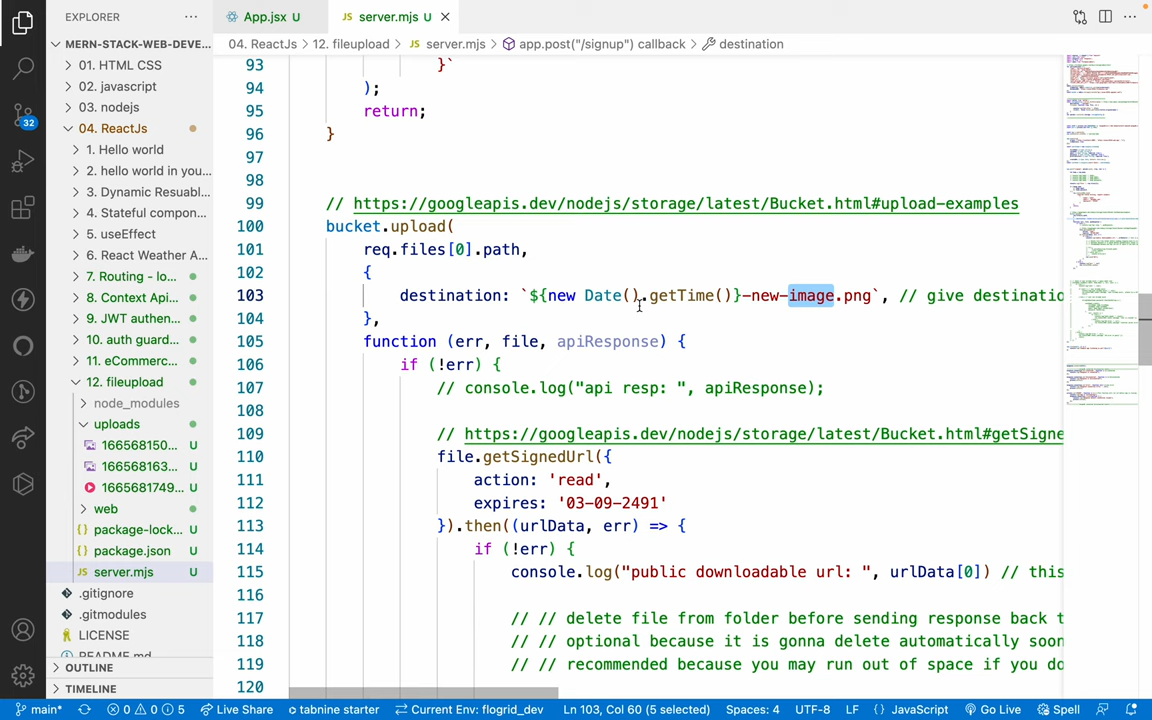 EXPLORER
MERN-STACK-WEB-DEVE...
01. HTML CSS
02. javascript
03. nodejs
04. ReactJs
1. Hello world
2. hello world in you...
3. Dynamic Resuabl...
4. Stateful compon...
5. useEffect
6. React Weather A...
7. Routing - lo...
8. Context Api...
9. JWT authen...
10. auth guard...
11. eCommerc...
12. fileupload
node_modules
uploads
166568150... U
166568163... U
1665681749... U
web
{} package-lock... U
{} package.json U
JS server.mjs U
.gitignore
.gitmodules
LICENSE
README.md
OUTLINE
TIMELINE
32
App.jsx U
JS server.mjs U
04. ReactJs > 12. fileupload > JS server.mjs > app.post("/signup") callback > destination
93 }`
94 );
95 return;
96 }
97
98
99 // https://googleapis.dev/nodejs/storage/latest/Bucket.html#upload-examples
100 bucket.upload(
101 req.files[0].path,
102 {
103 destination: `${new Date().getTime()}-new-image.png`, // give destinatio
104 },
105 function (err, file, apiResponse) {
106 if (!err) {
107 // console.log("api resp: ", apiResponse);
108
109 // https://googleapis.dev/nodejs/storage/latest/Bucket.html#getSigne
110 file.getSignedUrl({
111 action: 'read',
112 expires: '03-09-2491'
113 }).then((urlData, err) => {
114 if (!err) {
115 console.log("public downloadable url: ", urlData[0]) // this
116
117 // // delete file from folder before sending response back t
118 // // optional because it is gonna delete automatically soon
119 // // recommended because you may run out of space if you do
120
main* 0 0 5 Live Share tabnine starter Current Env: flogrid_dev Ln 103, Col 60 (5 selected) Spaces: 4 UTF-8 LF {} JavaScript Go Live Spell